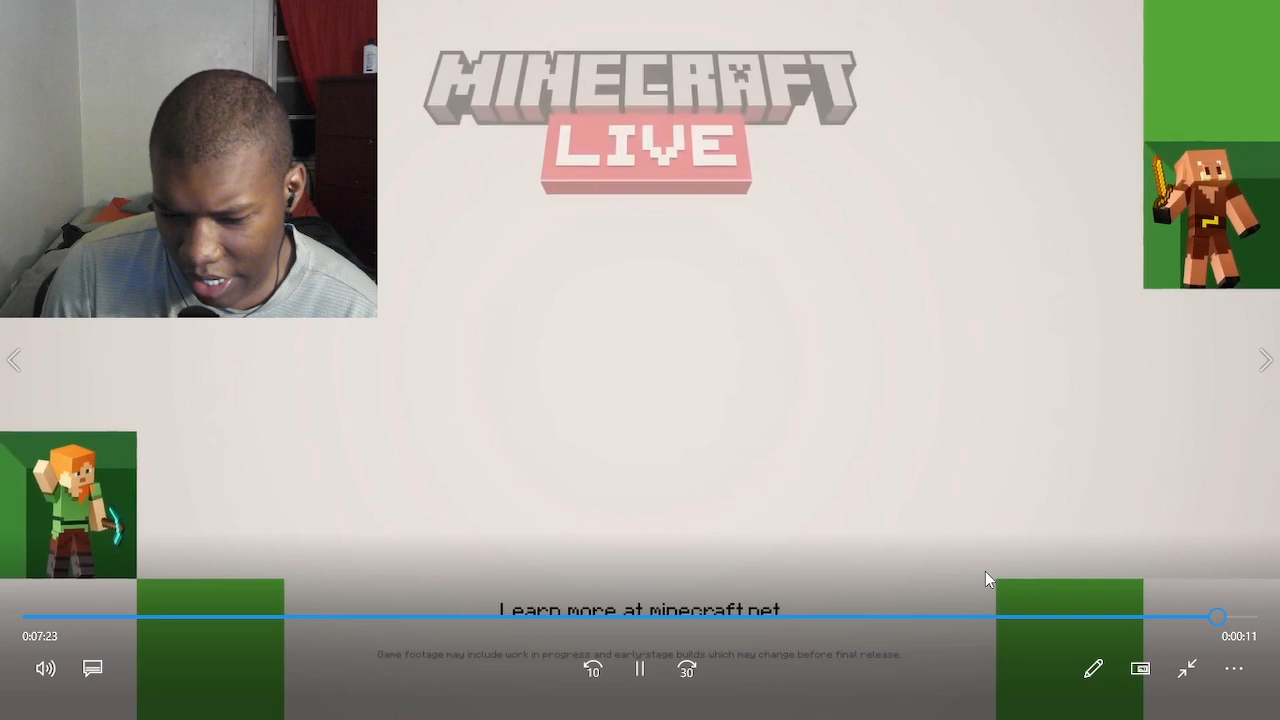 MINECRAFT
LIVE
Learn more at minecraft.net
0:07:23
0:00:11
Game footage may include work in progress and early-stage builds which may change before final release.
10
30